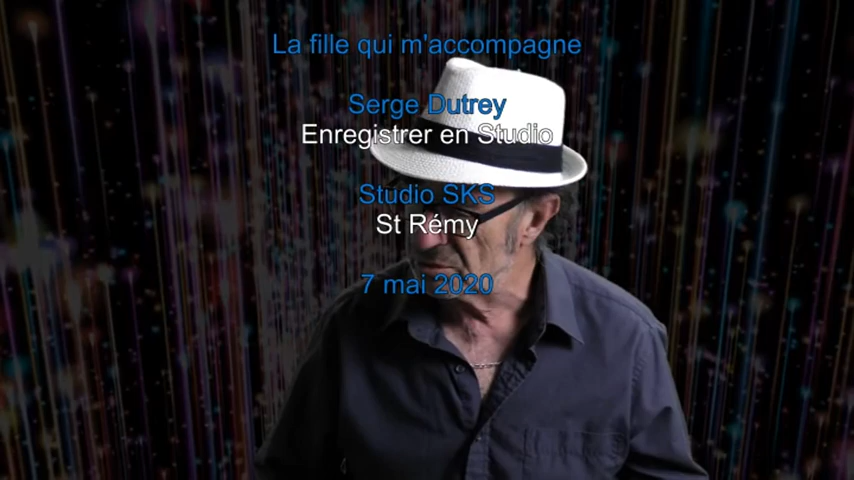 La fille qui m'accompagne
Serge Dutrey
Enregistrer en Studio
Studio SKS
St Rémy
7 mai 2020